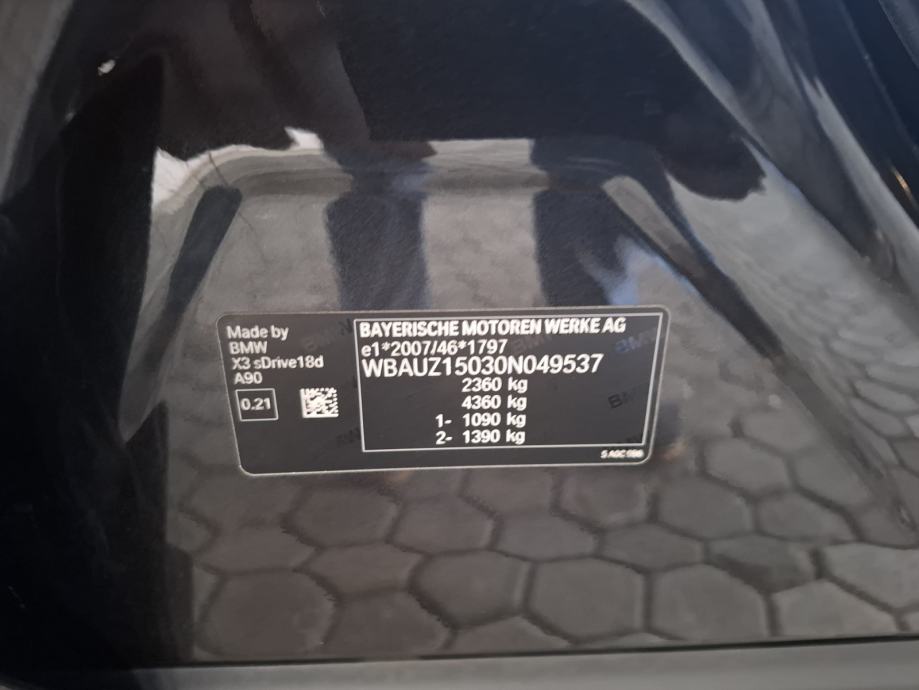 Made by
BMW
X3 sDrive18d
A90
0.21
BAYERISCHE MOTOREN WERKE AG
e1*2007/46*1797
WBAUZ15030N049537
2360 kg
4360 kg
1- 1090 kg
2- 1390 kg